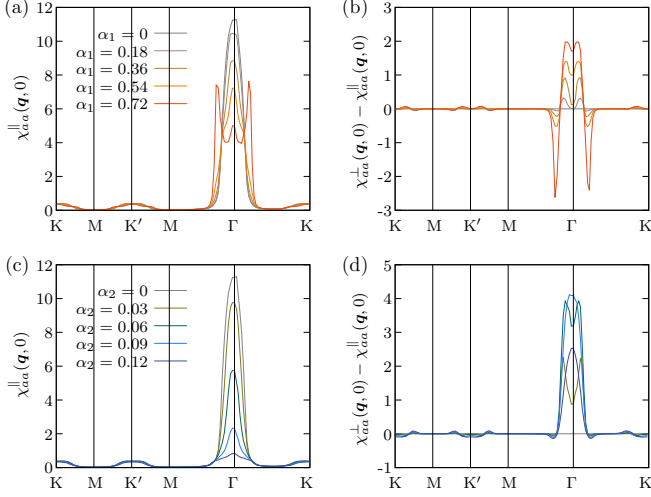 (a)
χ∥aa(q, 0)
12
10
8
6
4
2
0
α1 = 0
α1 = 0.18
α1 = 0.36
α1 = 0.54
α1 = 0.72
K M K′ M Γ K
(b)
χ⊥aa(q, 0) − χ∥aa(q, 0)
3
2
1
0
−1
−2
−3
K M K′ M Γ K
(c)
χ∥aa(q, 0)
12
10
8
6
4
2
0
α2 = 0
α2 = 0.03
α2 = 0.06
α2 = 0.09
α2 = 0.12
K M K′ M Γ K
(d)
χ⊥aa(q, 0) − χ∥aa(q, 0)
5
4
3
2
1
0
−1
K M K′ M Γ K